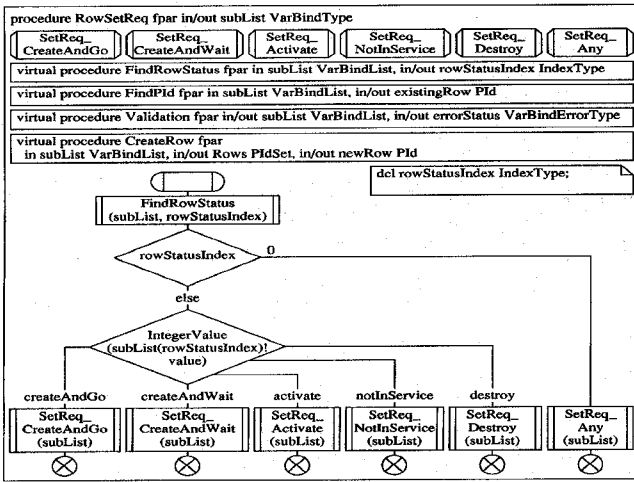 procedure RowSetReq fpar in/out subList VarBindType
SetReq_ CreateAndGo
SetReq_ CreateAndWait
SetReq_ Activate
SetReq_ NotInService
SetReq_ Destroy
SetReq_ Any
virtual procedure FindRowStatus fpar in subList VarBindList, in/out rowStatusIndex IndexType
virtual procedure FindPId fpar in subList VarBindList, in/out existingRow PId
virtual procedure Validation fpar in/out subList VarBindList, in/out errorStatus VarBindErrorType
virtual procedure CreateRow fpar
in subList VarBindList, in/out Rows PIdSet, in/out newRow PId
dcl rowStatusIndex IndexType;
FindRowStatus
(subList, rowStatusIndex)
rowStatusIndex
0
else
IntegerValue
(subList(rowStatusIndex)!
value)
createAndGo
createAndWait
activate
notInService
destroy
SetReq_ CreateAndGo (subList)
SetReq_ CreateAndWait (subList)
SetReq_ Activate (subList)
SetReq_ NotInService (subList)
SetReq_ Destroy (subList)
SetReq_ Any (subList)